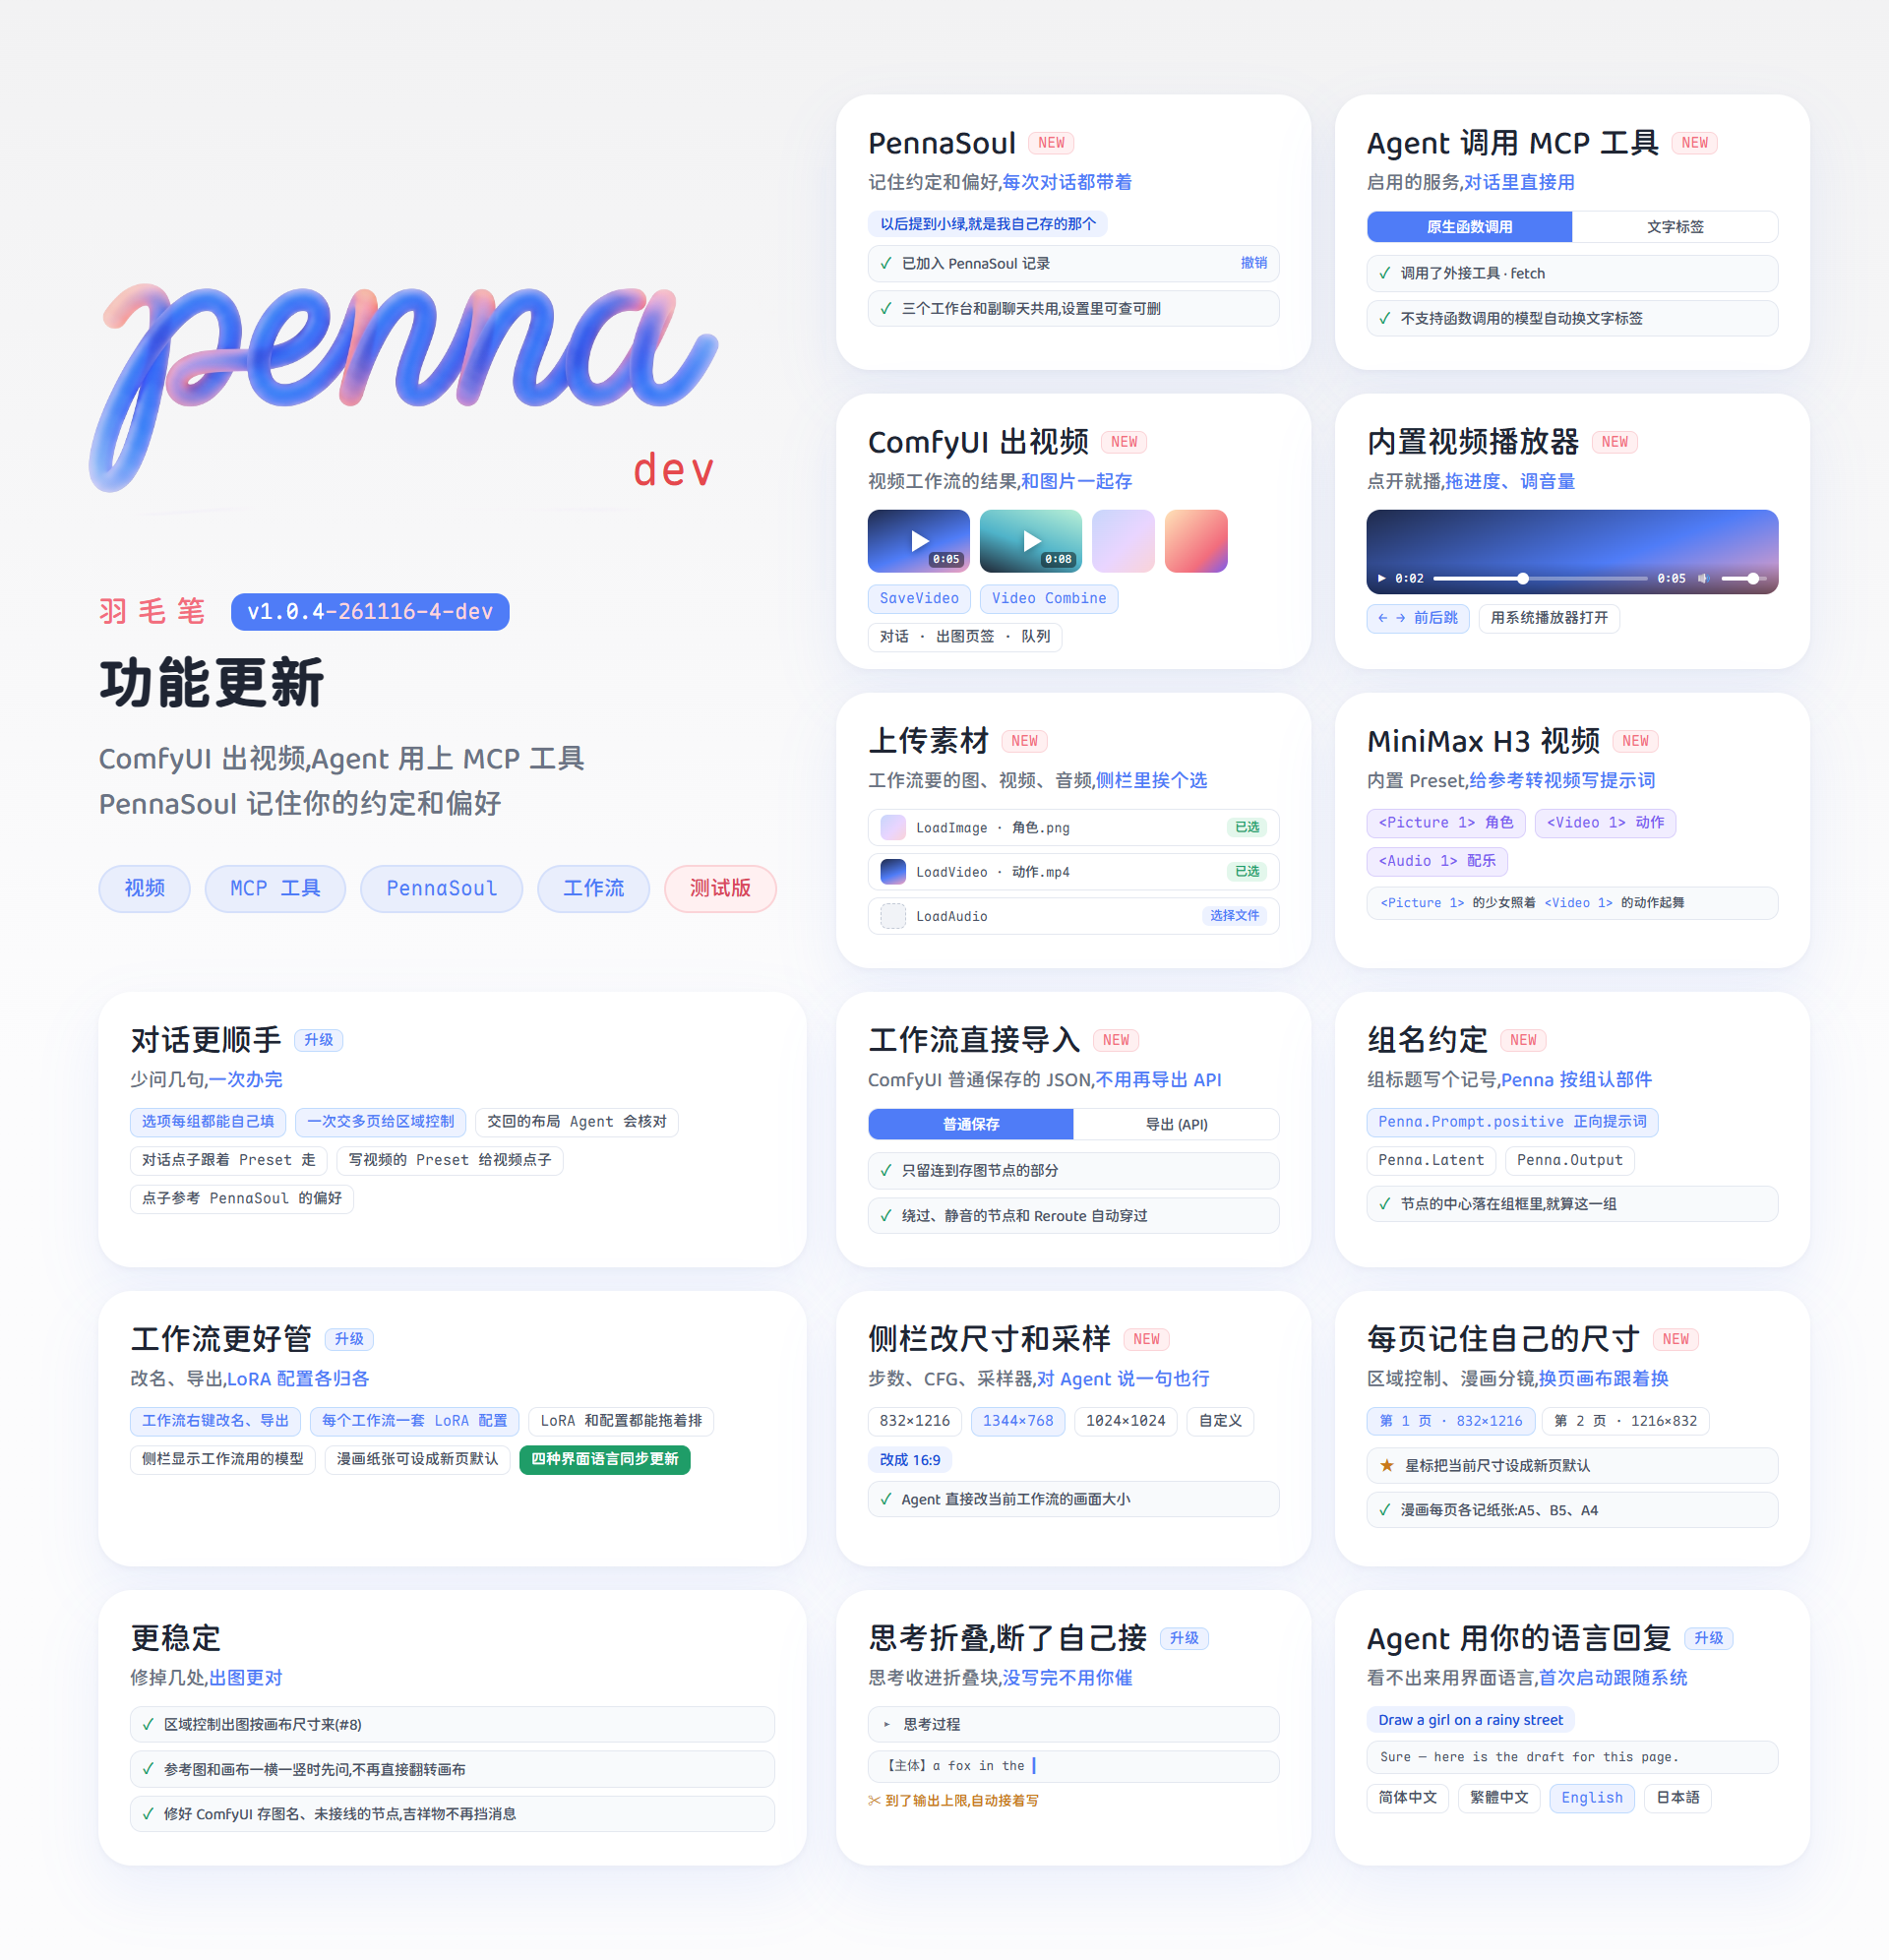 penna
dev
羽毛笔 v1.0.4-261116-4-dev
功能更新
ComfyUI 出视频,Agent 用上 MCP 工具
PennaSoul 记住你的约定和偏好
视频 MCP 工具 PennaSoul 工作流 测试版
PennaSoul NEW
记住约定和偏好,每次对话都带着
以后提到小绿,就是我自己存的那个
✓ 已加入 PennaSoul 记录 撤销
✓ 三个工作台和副聊天共用,设置里可查可删
Agent 调用 MCP 工具 NEW
启用的服务,对话里直接用
原生函数调用 文字标签
✓ 调用了外接工具 · fetch
✓ 不支持函数调用的模型自动换文字标签
ComfyUI 出视频 NEW
视频工作流的结果,和图片一起存
0:05 0:08
SaveVideo Video Combine
对话 · 出图页签 · 队列
内置视频播放器 NEW
点开就播,拖进度、调音量
0:02 0:05
← → 前后跳 用系统播放器打开
上传素材 NEW
工作流要的图、视频、音频,侧栏里挨个选
LoadImage · 角色.png 已选
LoadVideo · 动作.mp4 已选
LoadAudio 选择文件
MiniMax H3 视频 NEW
内置 Preset,给参考转视频写提示词
<Picture 1> 角色 <Video 1> 动作
<Audio 1> 配乐
<Picture 1> 的少女照着 <Video 1> 的动作起舞
对话更顺手 升级
少问几句,一次办完
选项每组都能自己填 一次交多页给区域控制 交回的布局 Agent 会核对
对话点子跟着 Preset 走 写视频的 Preset 给视频点子
点子参考 PennaSoul 的偏好
工作流直接导入 NEW
ComfyUI 普通保存的 JSON,不用再导出 API
普通保存 导出 (API)
✓ 只留连到存图节点的部分
✓ 绕过、静音的节点和 Reroute 自动穿过
组名约定 NEW
组标题写个记号,Penna 按组认部件
Penna.Prompt.positive 正向提示词
Penna.Latent Penna.Output
✓ 节点的中心落在组框里,就算这一组
工作流更好管 升级
改名、导出,LoRA 配置各归各
工作流右键改名、导出 每个工作流一套 LoRA 配置 LoRA 和配置都能拖着排
侧栏显示工作流用的模型 漫画纸张可设成新页默认 四种界面语言同步更新
侧栏改尺寸和采样 NEW
步数、CFG、采样器,对 Agent 说一句也行
832×1216 1344×768 1024×1024 自定义
改成 16:9
✓ Agent 直接改当前工作流的画面大小
每页记住自己的尺寸 NEW
区域控制、漫画分镜,换页画布跟着换
第 1 页 · 832×1216 第 2 页 · 1216×832
★ 星标把当前尺寸设成新页默认
✓ 漫画每页各记纸张:A5、B5、A4
更稳定
修掉几处,出图更对
✓ 区域控制出图按画布尺寸来(#8)
✓ 参考图和画布一横一竖时先问,不再直接翻转画布
✓ 修好 ComfyUI 存图名、未接线的节点,吉祥物不再挡消息
思考折叠,断了自己接 升级
思考收进折叠块,没写完不用你催
▸ 思考过程
【主体】a fox in the
✂ 到了输出上限,自动接着写
Agent 用你的语言回复 升级
看不出来用界面语言,首次启动跟随系统
Draw a girl on a rainy street
Sure — here is the draft for this page.
简体中文 繁體中文 English 日本語